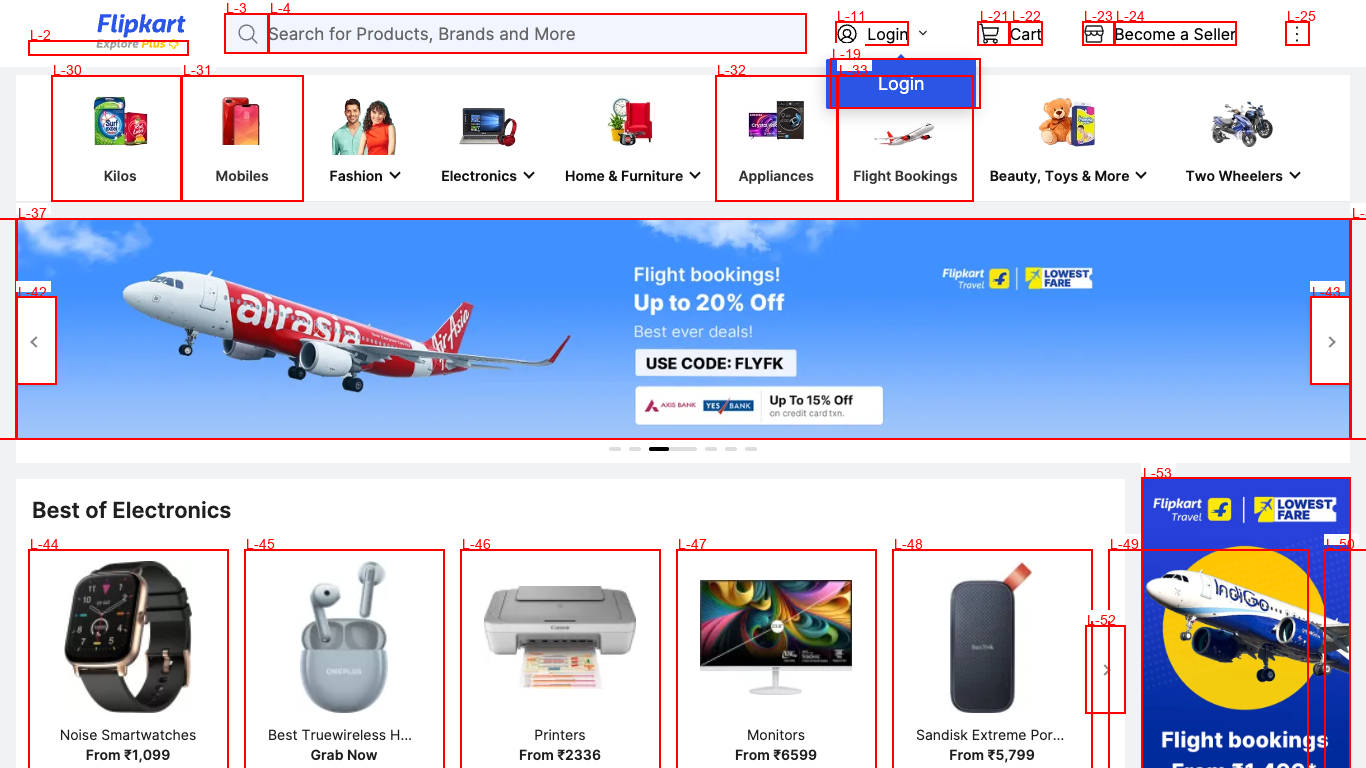 L-3
L-4
L-11
L-21
L-22
L-23
L-24
L-25
Flipkart
Search for Products, Brands and More
Login
Cart
Become a Seller
L-2
Explore Plus
L-19
L-30
L-31
L-32
L-33
Login
Kilos
Mobiles
Fashion
Electronics
Home & Furniture
Appliances
Flight Bookings
Beauty, Toys & More
Two Wheelers
L-37
airasia
AirAsia
Flight bookings!
Up to 20% Off
Best ever deals!
USE CODE: FLYFK
AXIS BANK
YES BANK
Up To 15% Off
on credit card txn.
Flipkart
Travel
LOWEST
FARE
L-42
L-43
Best of Electronics
L-53
L-44
L-45
L-46
L-47
L-48
L-49
L-50
L-52
Flipkart
Travel
LOWEST
FARE
IndiGo
ONEPLUS
Canon
SanDisk
Noise Smartwatches
From ₹1,099
Best Truewireless H...
Grab Now
Printers
From ₹2336
Monitors
From ₹6599
Sandisk Extreme Por...
From ₹5,799
Flight bookings